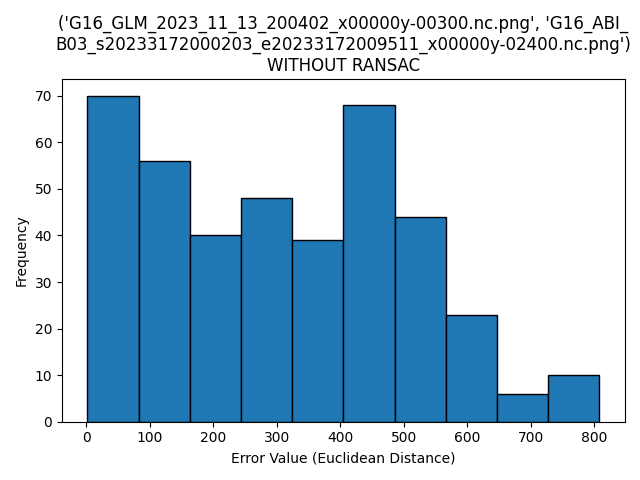 ('G16_GLM_2023_11_13_200402_x00000y-00300.nc.png', 'G16_ABI_
B03_s20233172000203_e20233172009511_x00000y-02400.nc.png')
WITHOUT RANSAC
70
60
50
40
30
20
10
0
Frequency
0 100 200 300 400 500 600 700 800
Error Value (Euclidean Distance)